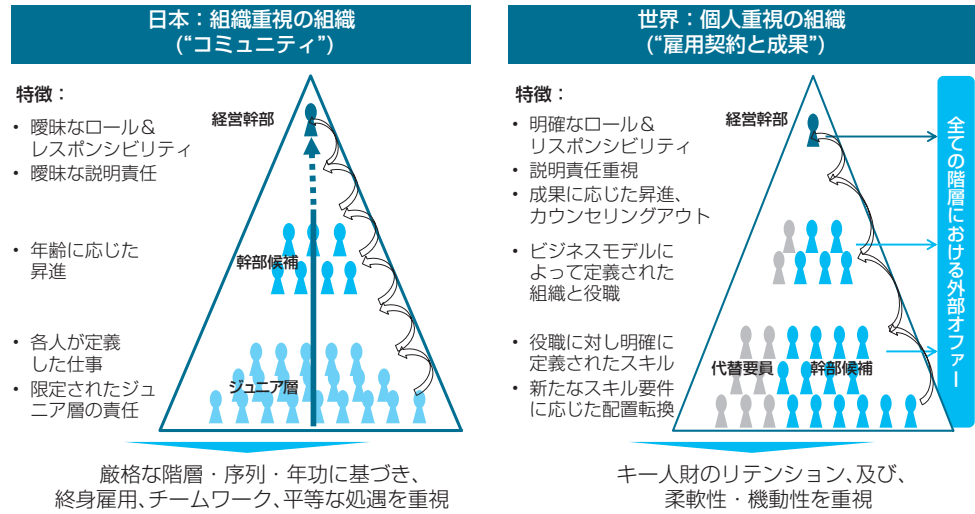 日本：組織重視の組織
(“コミュニティ”)
特徴：
• 曖昧なロール＆
レスポンシビリティ
• 曖昧な説明責任
• 年齢に応じた
昇進
• 各人が定義
した仕事
• 限定されたジュ
ニア層の責任
経営幹部
幹部候補
ジュニア層
厳格な階層・序列・年功に基づき、
終身雇用、チームワーク、平等な処遇を重視
世界：個人重視の組織
(“雇用契約と成果”)
特徴：
• 明確なロール＆
リスポンシビリティ
• 説明責任重視
• 成果に応じた昇進、
カウンセリングアウト
• ビジネスモデルに
よって定義された
組織と役職
• 役職に対し明確に
定義されたスキル
• 新たなスキル要件
に応じた配置転換
経営幹部
代替要員
幹部候補
全ての階層における外部オファー
キー人財のリテンション、及び、
柔軟性・機動性を重視